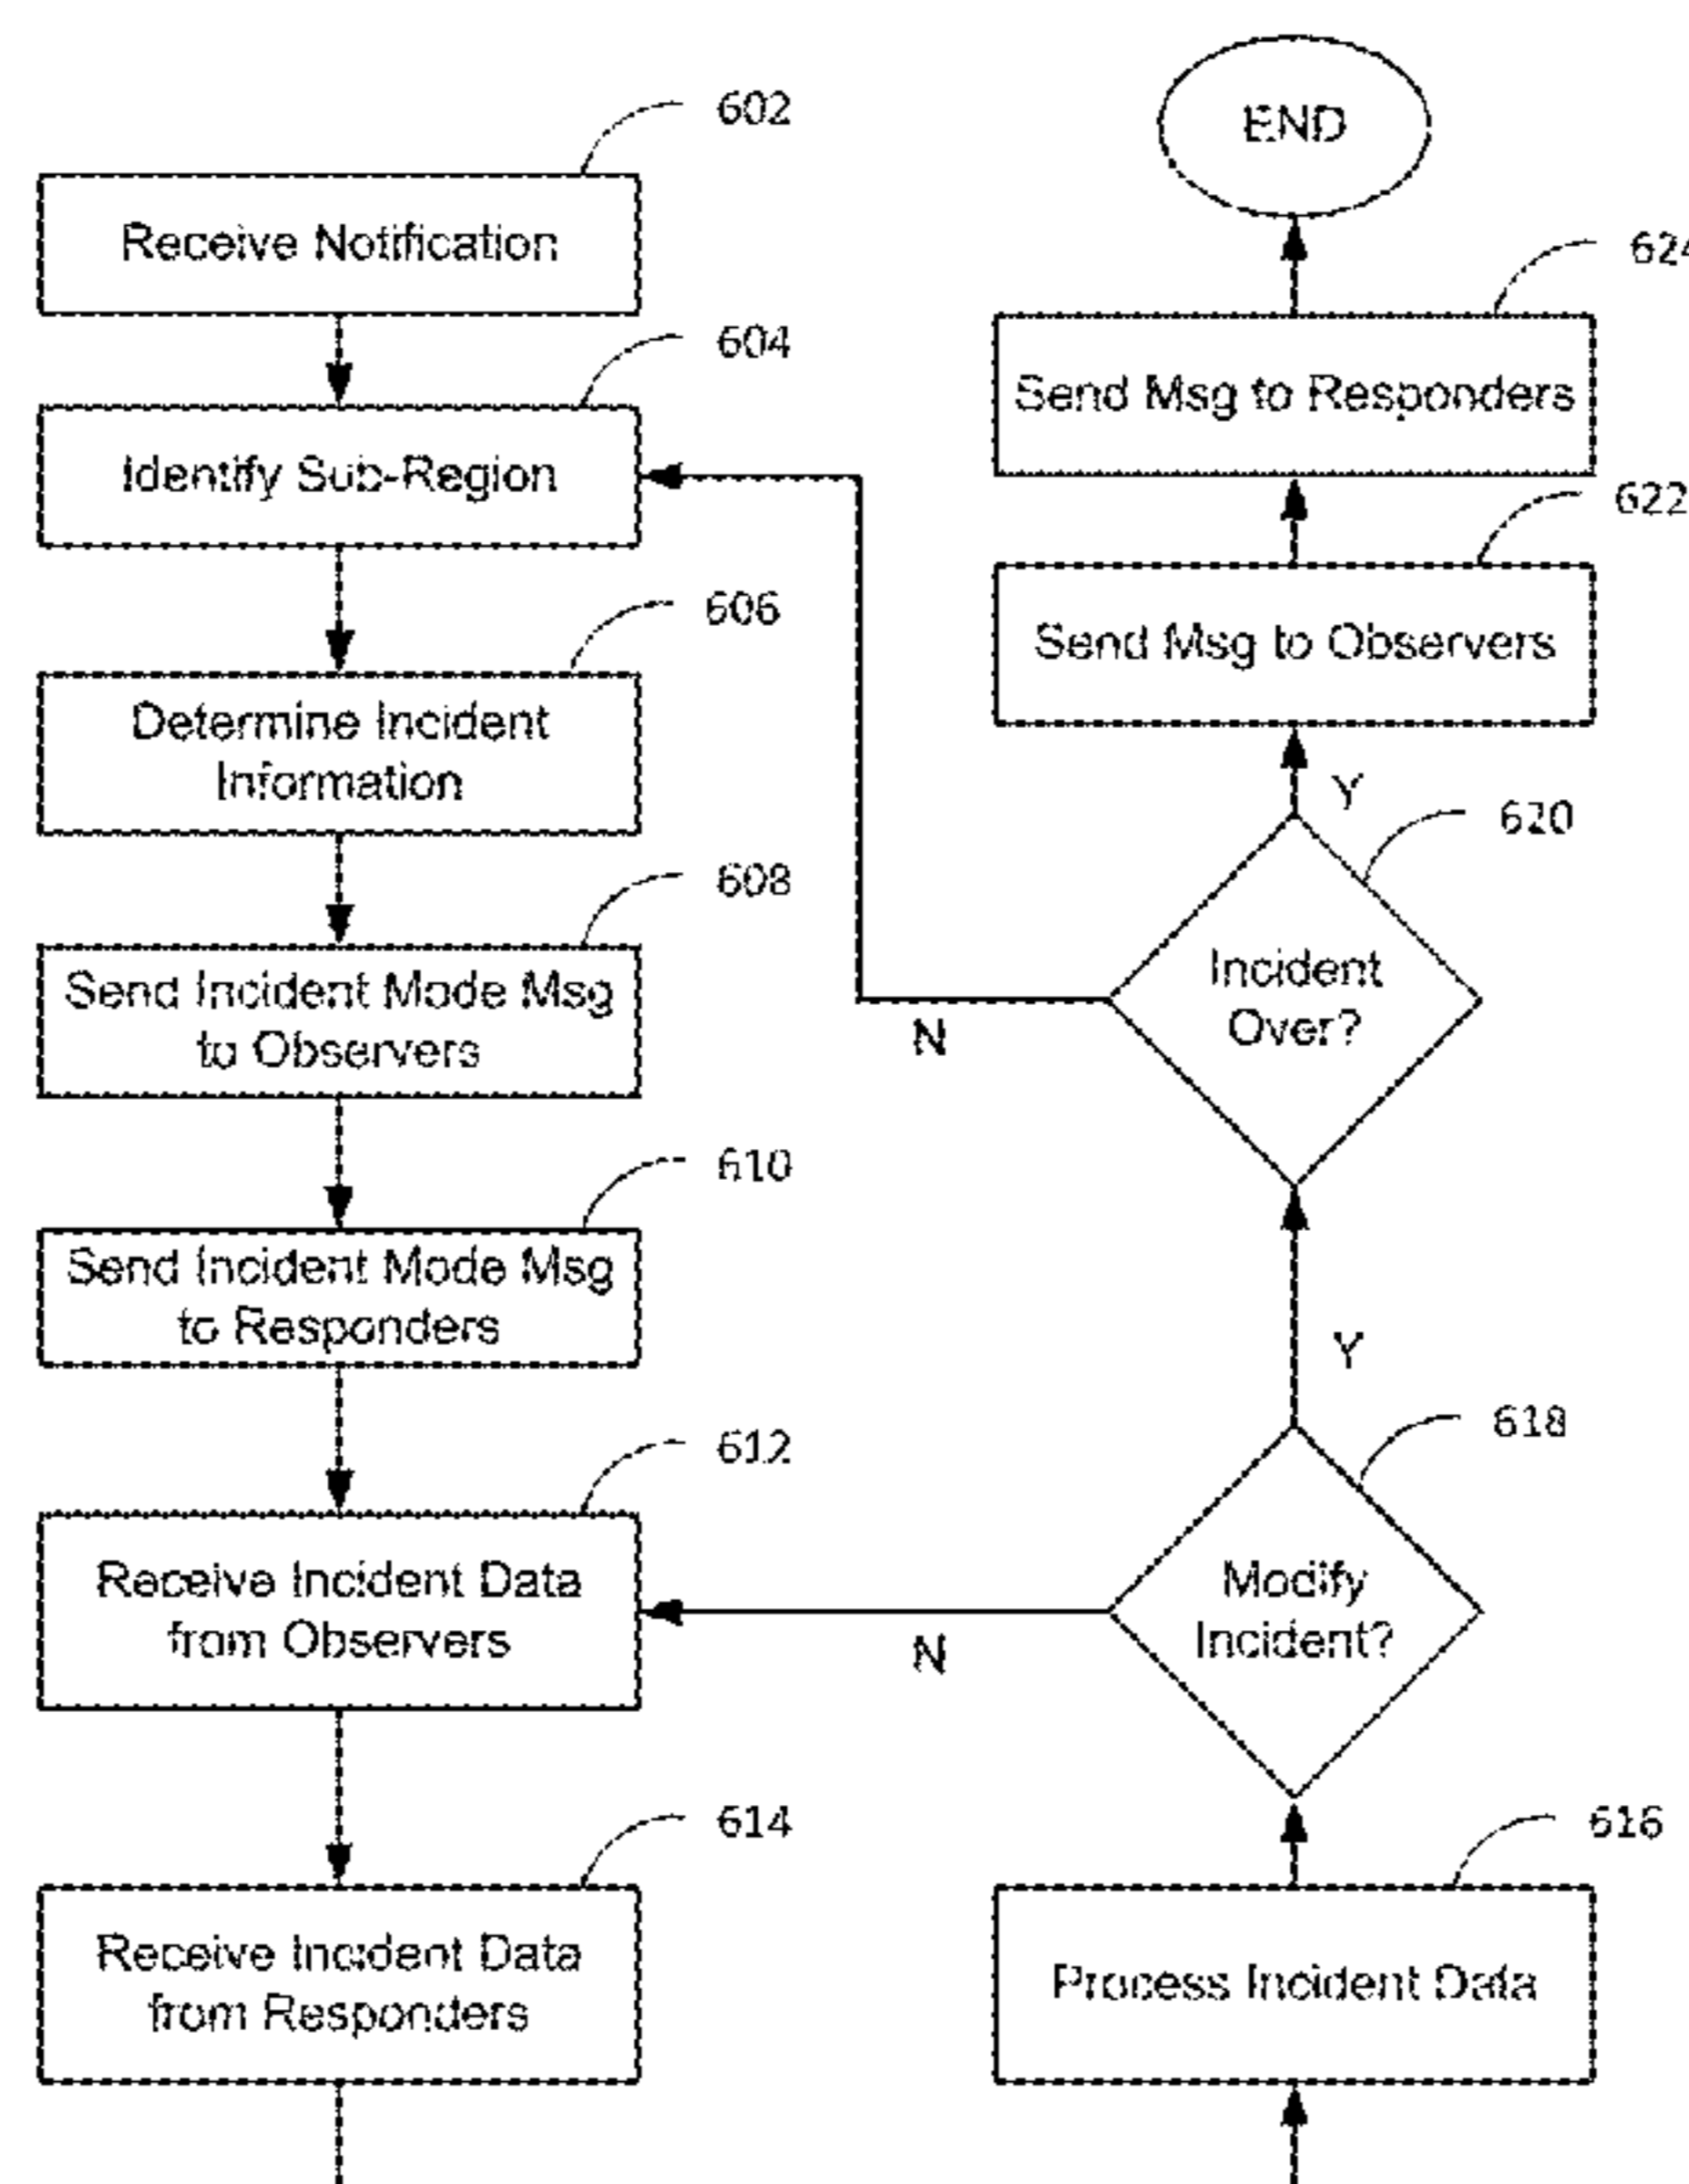 602
Receive Notification
604
Identify Sub-Region
606
Determine Incident
Information
608
Send Incident Mode Msg
to Observers
610
Send Incident Mode Msg
to Responders
612
Receive Incident Data
from Observers
614
Receive Incident Data
from Responders
END
624
Send Msg to Responders
622
Send Msg to Observers
Y
620
Incident
Over?
N
Y
618
Modify
Incident?
N
616
Process Incident Data